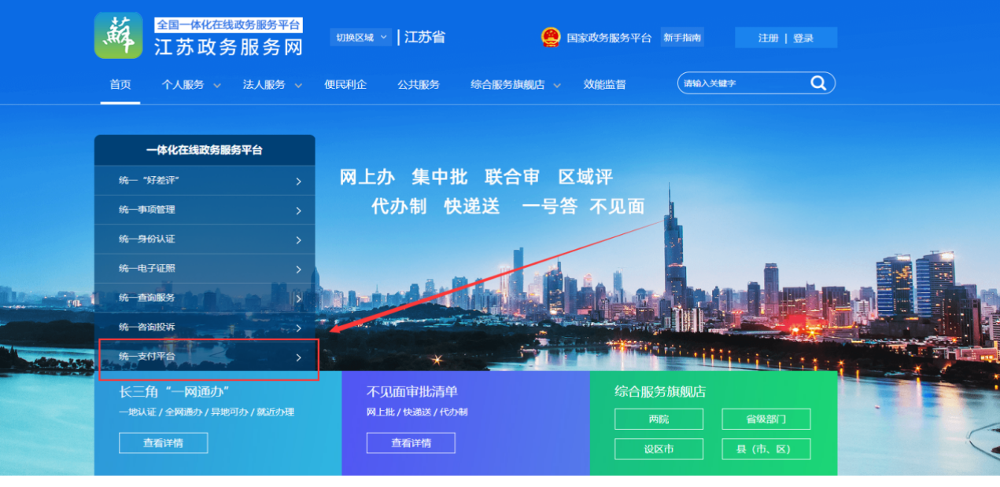 蘇
全国一体化在线政务服务平台
江苏政务服务网
切换区域 江苏省
国家政务服务平台 新手指南 注册 | 登录
首页 个人服务 法人服务 便民利企 公共服务 综合服务旗舰店 效能监督 请输入关键字
一体化在线政务服务平台
统一 "好差评"
统一事项管理
统一身份认证
统一电子证照
统一查询服务
统一咨询投诉
统一支付平台
网上办 集中批 联合审 区域评
代办制 快递送 一号答 不见面
长三角 "一网通办"
一地认证 / 全网通办 / 异地可办 / 就近办理
查看详情
不见面审批清单
网上批 / 快递送 / 代办制
查看详情
综合服务旗舰店
两院 省级部门
设区市 县 (市、区)